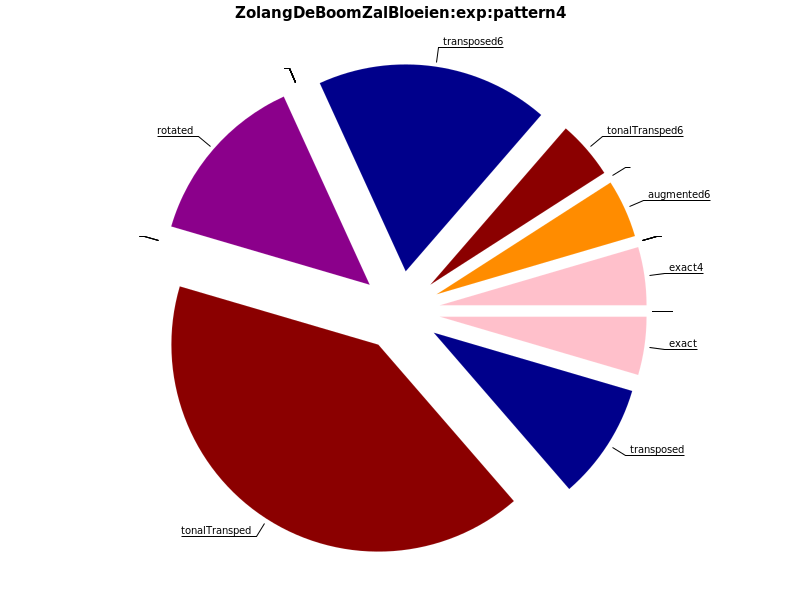 ZolangDeBoomZalBloeien:exp:pattern4
transposed6
rotated
tonalTransped6
augmented6
exact4
exact
transposed
tonalTransped